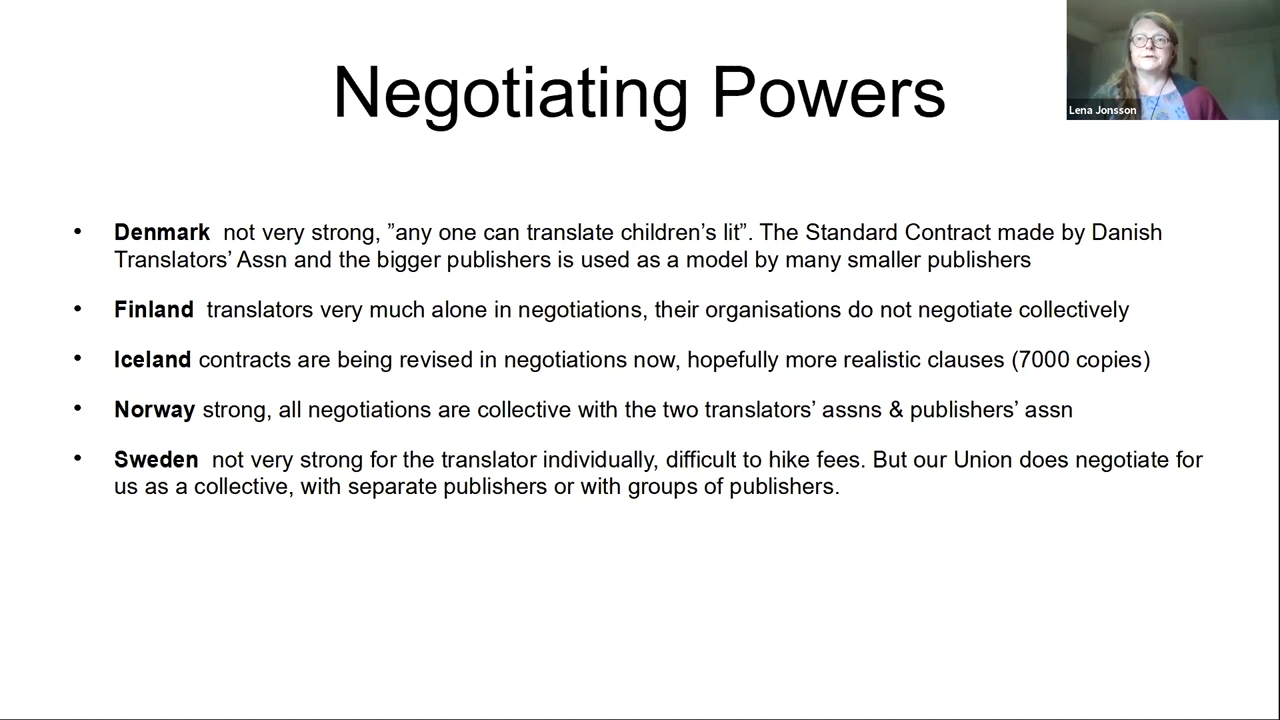 Negotiating Powers
Lena Jonsson
• Denmark  not very strong, ”any one can translate children’s lit”. The Standard Contract made by Danish
Translators’ Assn and the bigger publishers is used as a model by many smaller publishers
• Finland  translators very much alone in negotiations, their organisations do not negotiate collectively
• Iceland contracts are being revised in negotiations now, hopefully more realistic clauses (7000 copies)
• Norway strong, all negotiations are collective with the two translators’ assns & publishers’ assn
• Sweden  not very strong for the translator individually, difficult to hike fees. But our Union does negotiate for
us as a collective, with separate publishers or with groups of publishers.